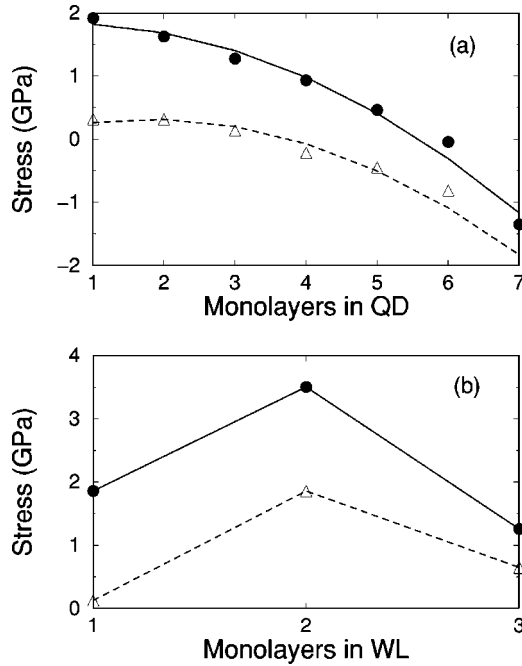 2
1
0
−1
−2
Stress (GPa)
(a)
1 2 3 4 5 6 7
Monolayers in QD
4
3
2
1
0
Stress (GPa)
(b)
1 2 3
Monolayers in WL